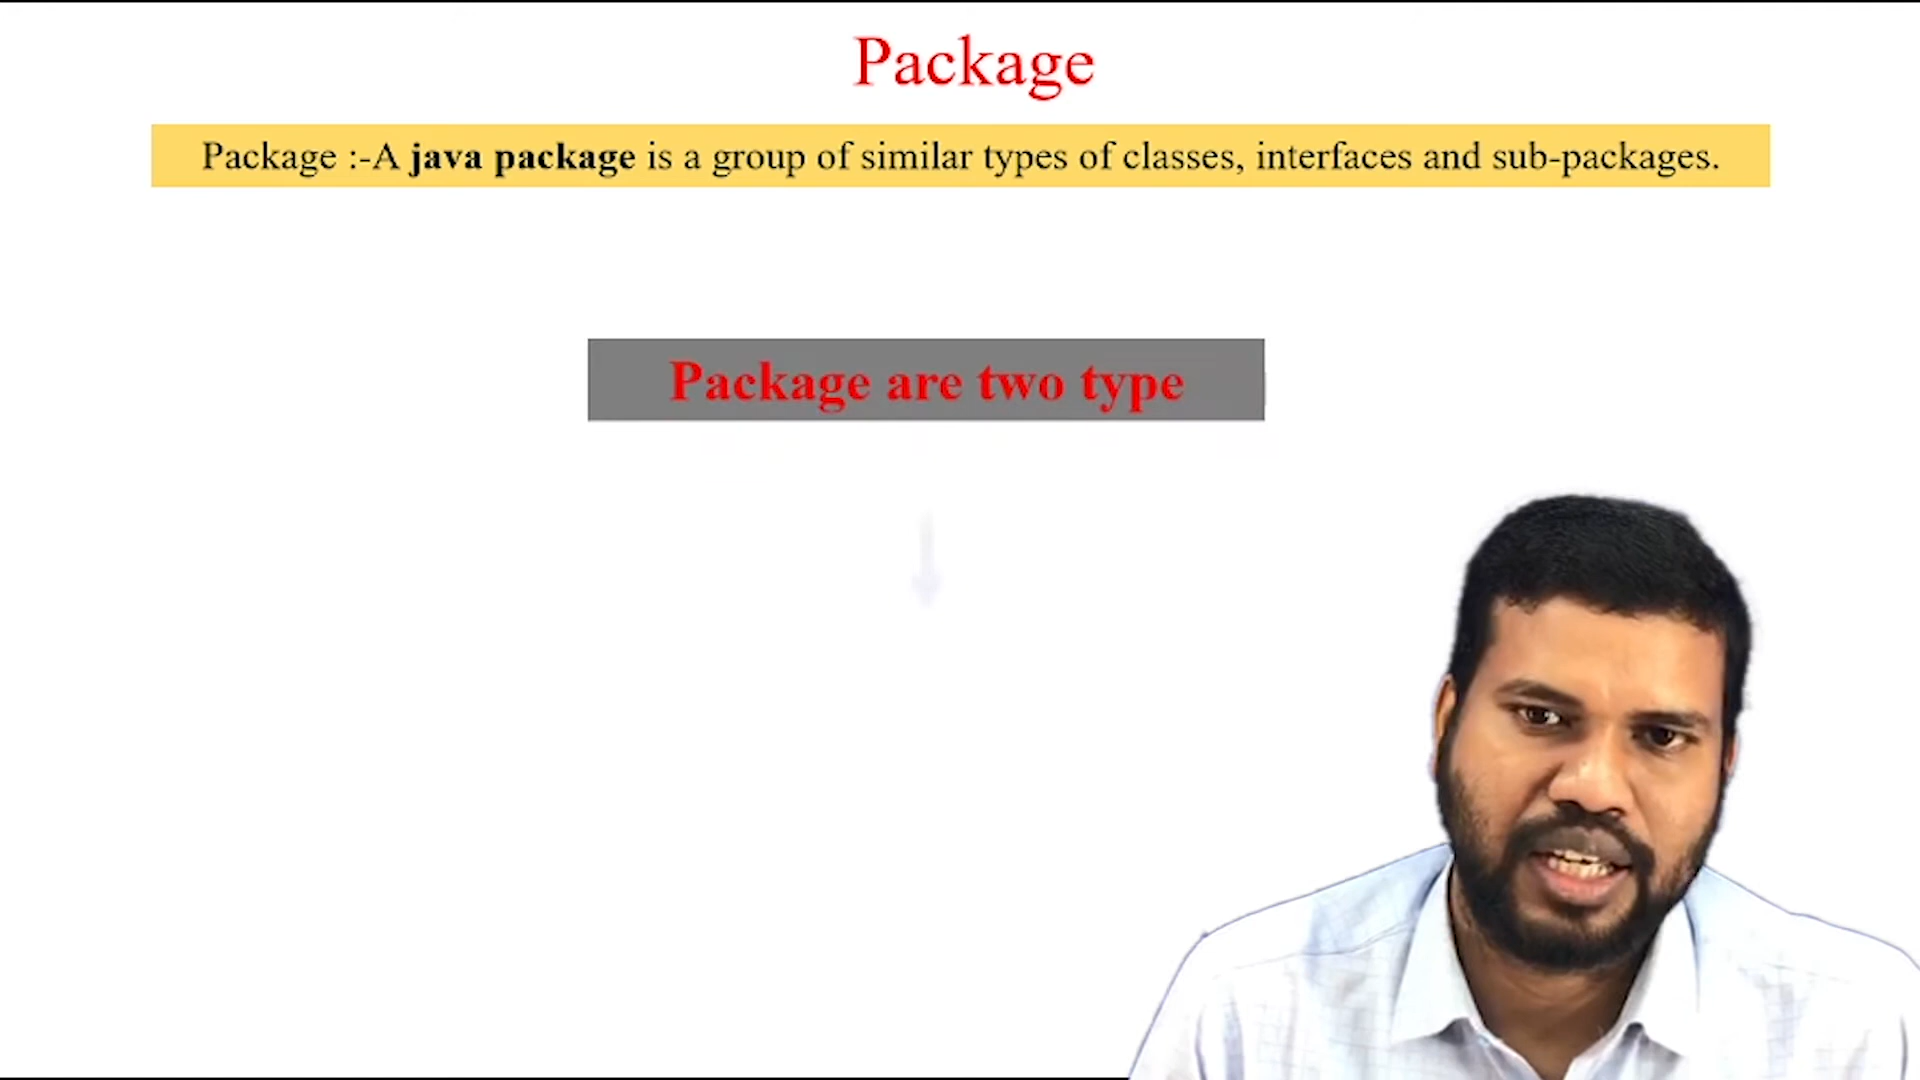 Package
Package :-A java package is a group of similar types of classes, interfaces and sub-packages.
Package are two type